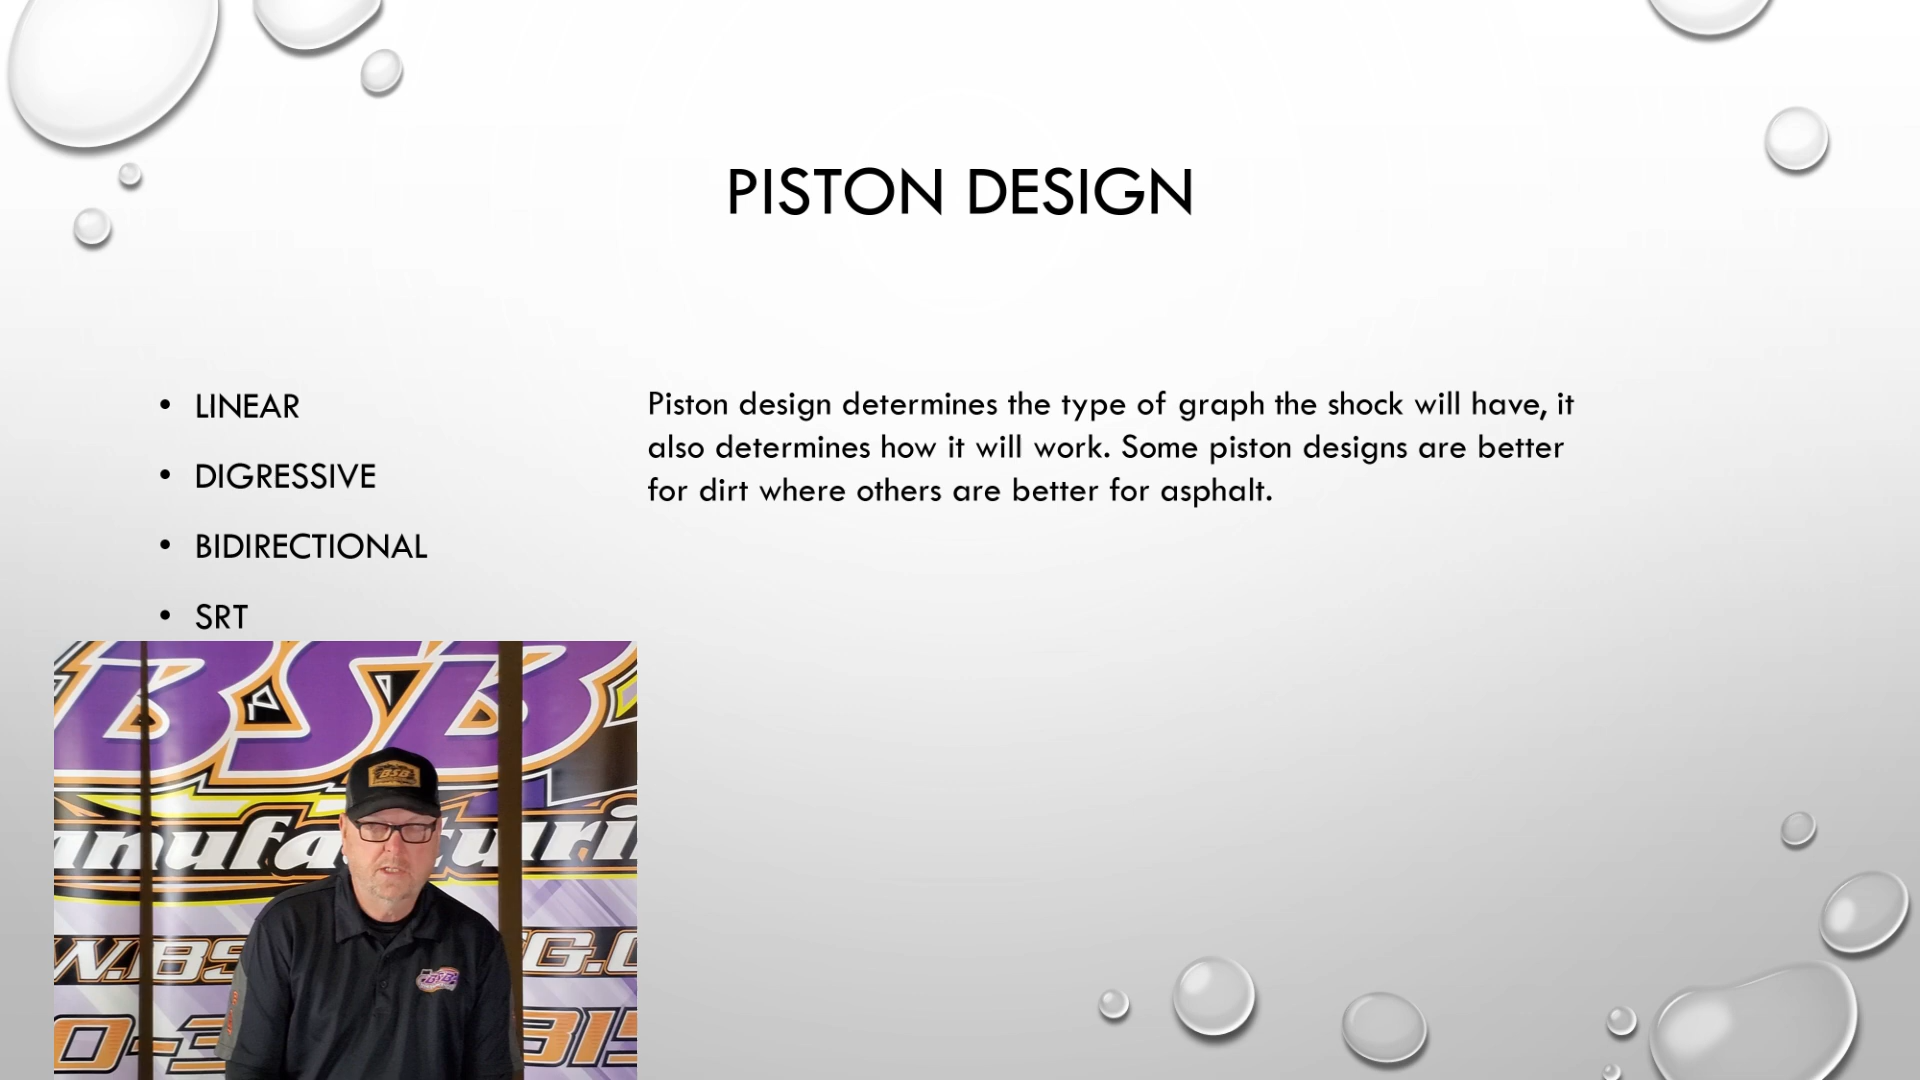 PISTON DESIGN
• LINEAR
• DIGRESSIVE
• BIDIRECTIONAL
• SRT
Piston design determines the type of graph the shock will have, it
also determines how it will work. Some piston designs are better
for dirt where others are better for asphalt.
BSB
BSB
BSB